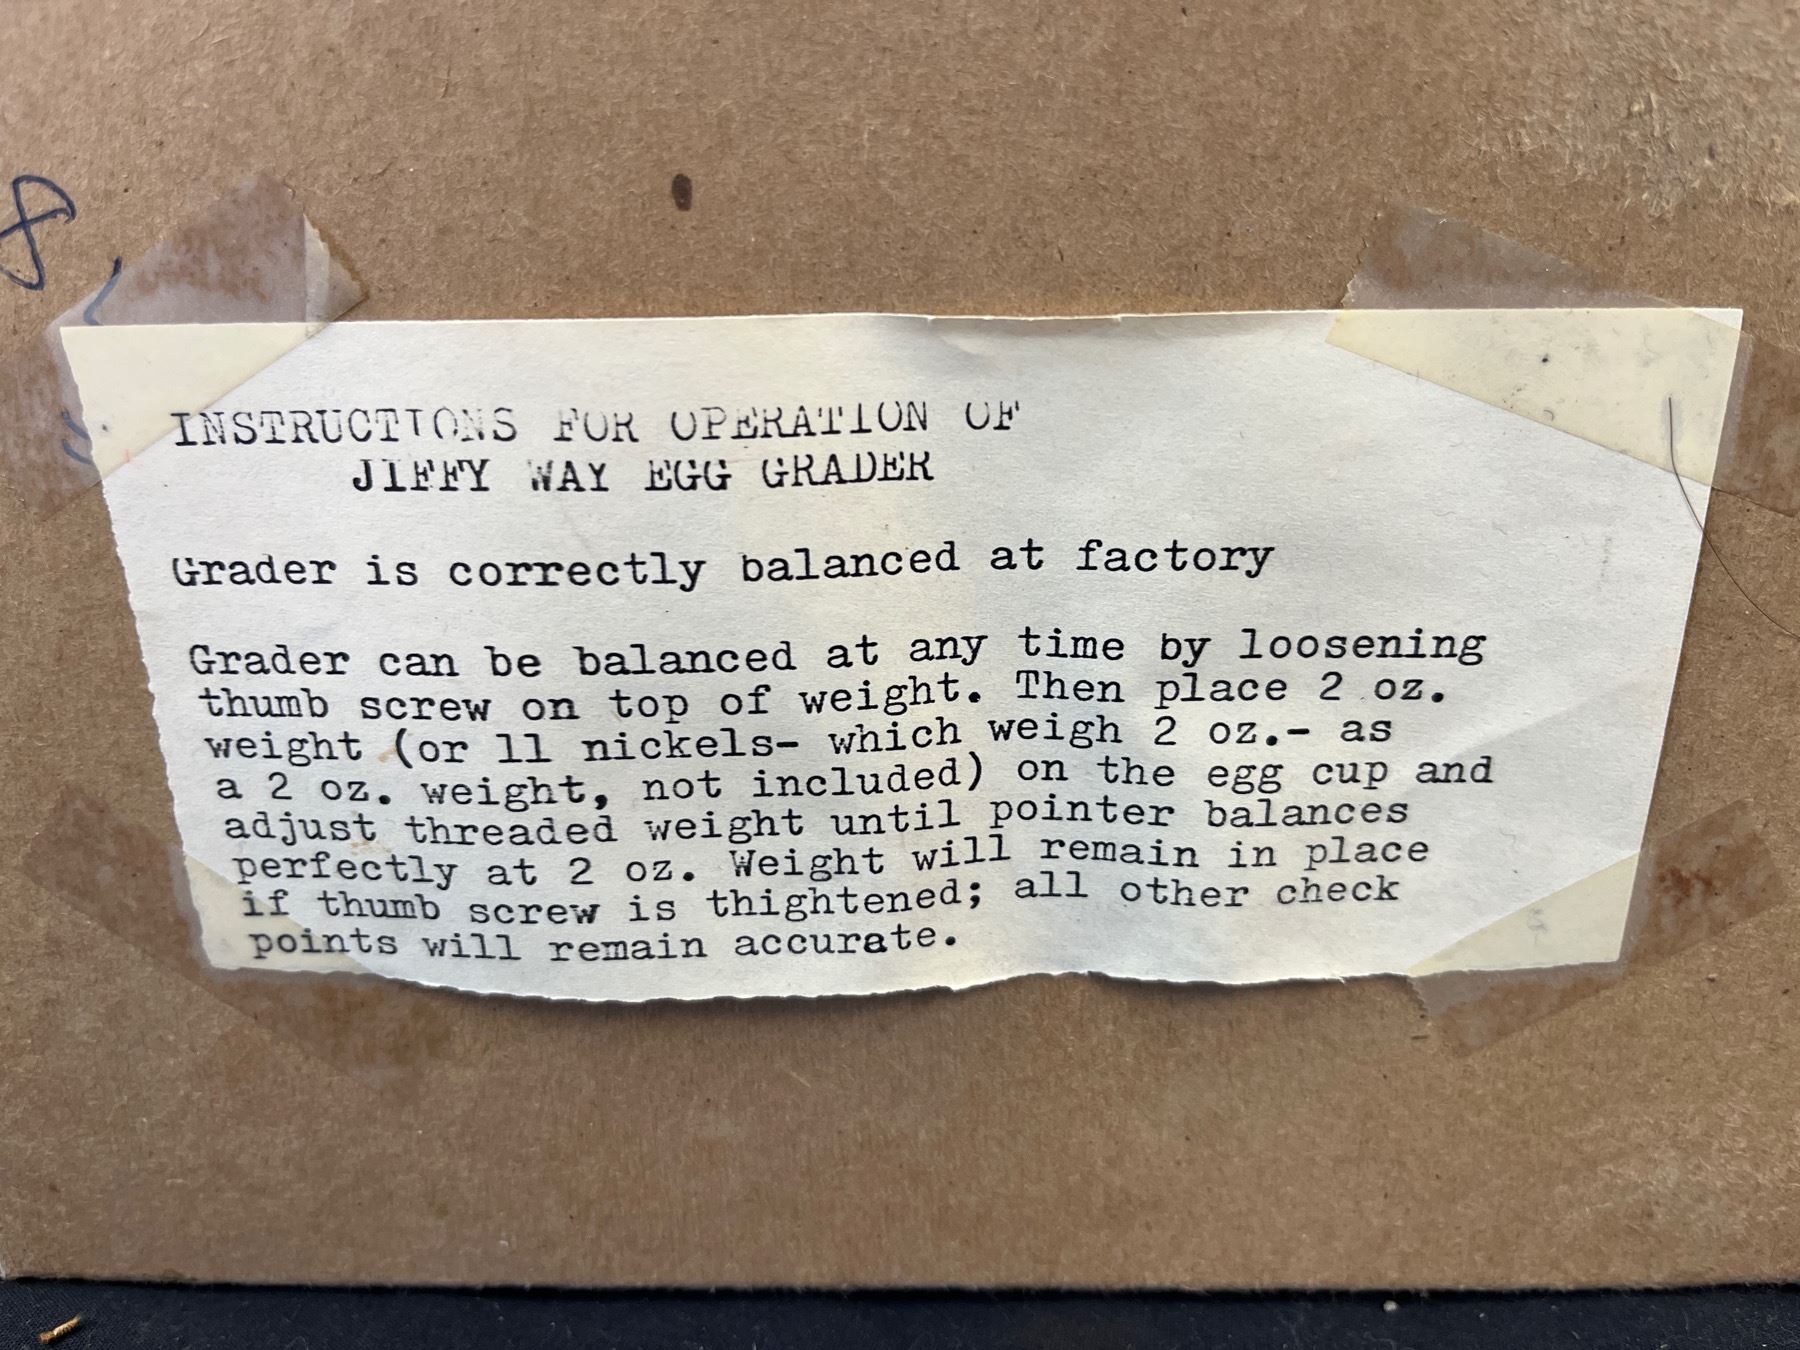 8
INSTRUCTIONS FOR OPERATION OF
JIFFY WAY EGG GRADER
Grader is correctly balanced at factory
Grader can be balanced at any time by loosening
thumb screw on top of weight. Then place 2 oz.
weight (or 11 nickels- which weigh 2 oz.- as
a 2 oz. weight, not included) on the egg cup and
adjust threaded weight until pointer balances
perfectly at 2 oz. Weight will remain in place
if thumb screw is thightened; all other check
points will remain accurate.